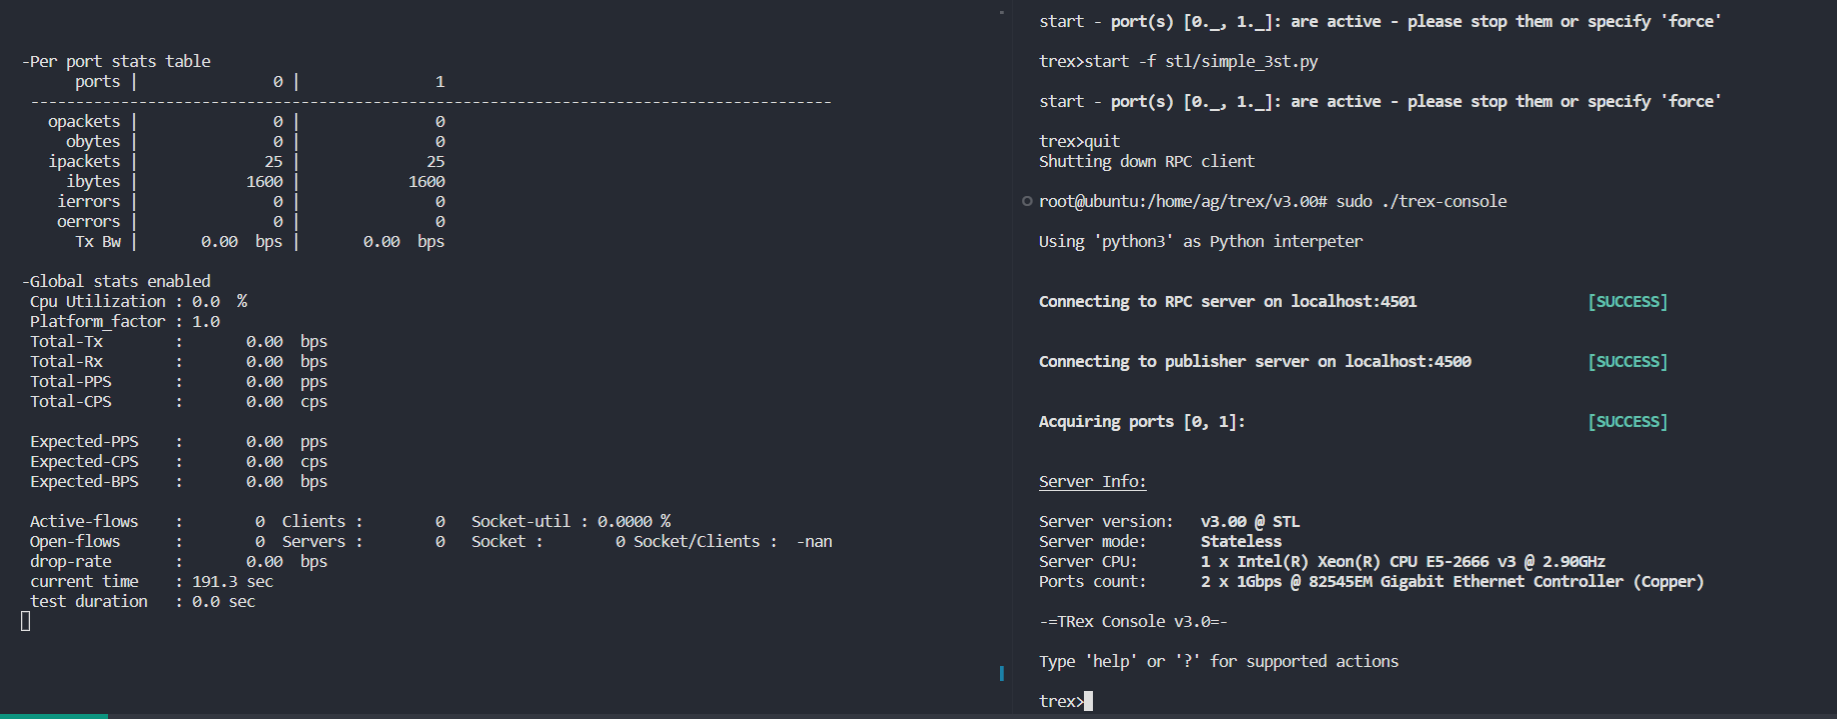 -Per port stats table
ports | 0 | 1
-----------------------------------------------------------------------------------------
opackets | 0 | 0
obytes | 0 | 0
ipackets | 25 | 25
ibytes | 1600 | 1600
ierrors | 0 | 0
oerrors | 0 | 0
Tx Bw | 0.00 bps | 0.00 bps
-Global stats enabled
Cpu Utilization : 0.0 %
Platform_factor : 1.0
Total-Tx : 0.00 bps
Total-Rx : 0.00 bps
Total-PPS : 0.00 pps
Total-CPS : 0.00 cps
Expected-PPS : 0.00 pps
Expected-CPS : 0.00 cps
Expected-BPS : 0.00 bps
Active-flows : 0 Clients : 0 Socket-util : 0.0000 %
Open-flows : 0 Servers : 0 Socket : 0 Socket/Clients : -nan
drop-rate : 0.00 bps
current time : 191.3 sec
test duration : 0.0 sec
start - port(s) [0._, 1._]: are active - please stop them or specify 'force'
trex>start -f stl/simple_3st.py
start - port(s) [0._, 1._]: are active - please stop them or specify 'force'
trex>quit
Shutting down RPC client
root@ubuntu:/home/ag/trex/v3.00# sudo ./trex-console
Using 'python3' as Python interpeter
Connecting to RPC server on localhost:4501 [SUCCESS]
Connecting to publisher server on localhost:4500 [SUCCESS]
Acquiring ports [0, 1]: [SUCCESS]
Server Info:
Server version: v3.00 @ STL
Server mode: Stateless
Server CPU: 1 x Intel(R) Xeon(R) CPU E5-2666 v3 @ 2.90GHz
Ports count: 2 x 1Gbps @ 82545EM Gigabit Ethernet Controller (Copper)
-=TRex Console v3.0=-
Type 'help' or '?' for supported actions
trex>